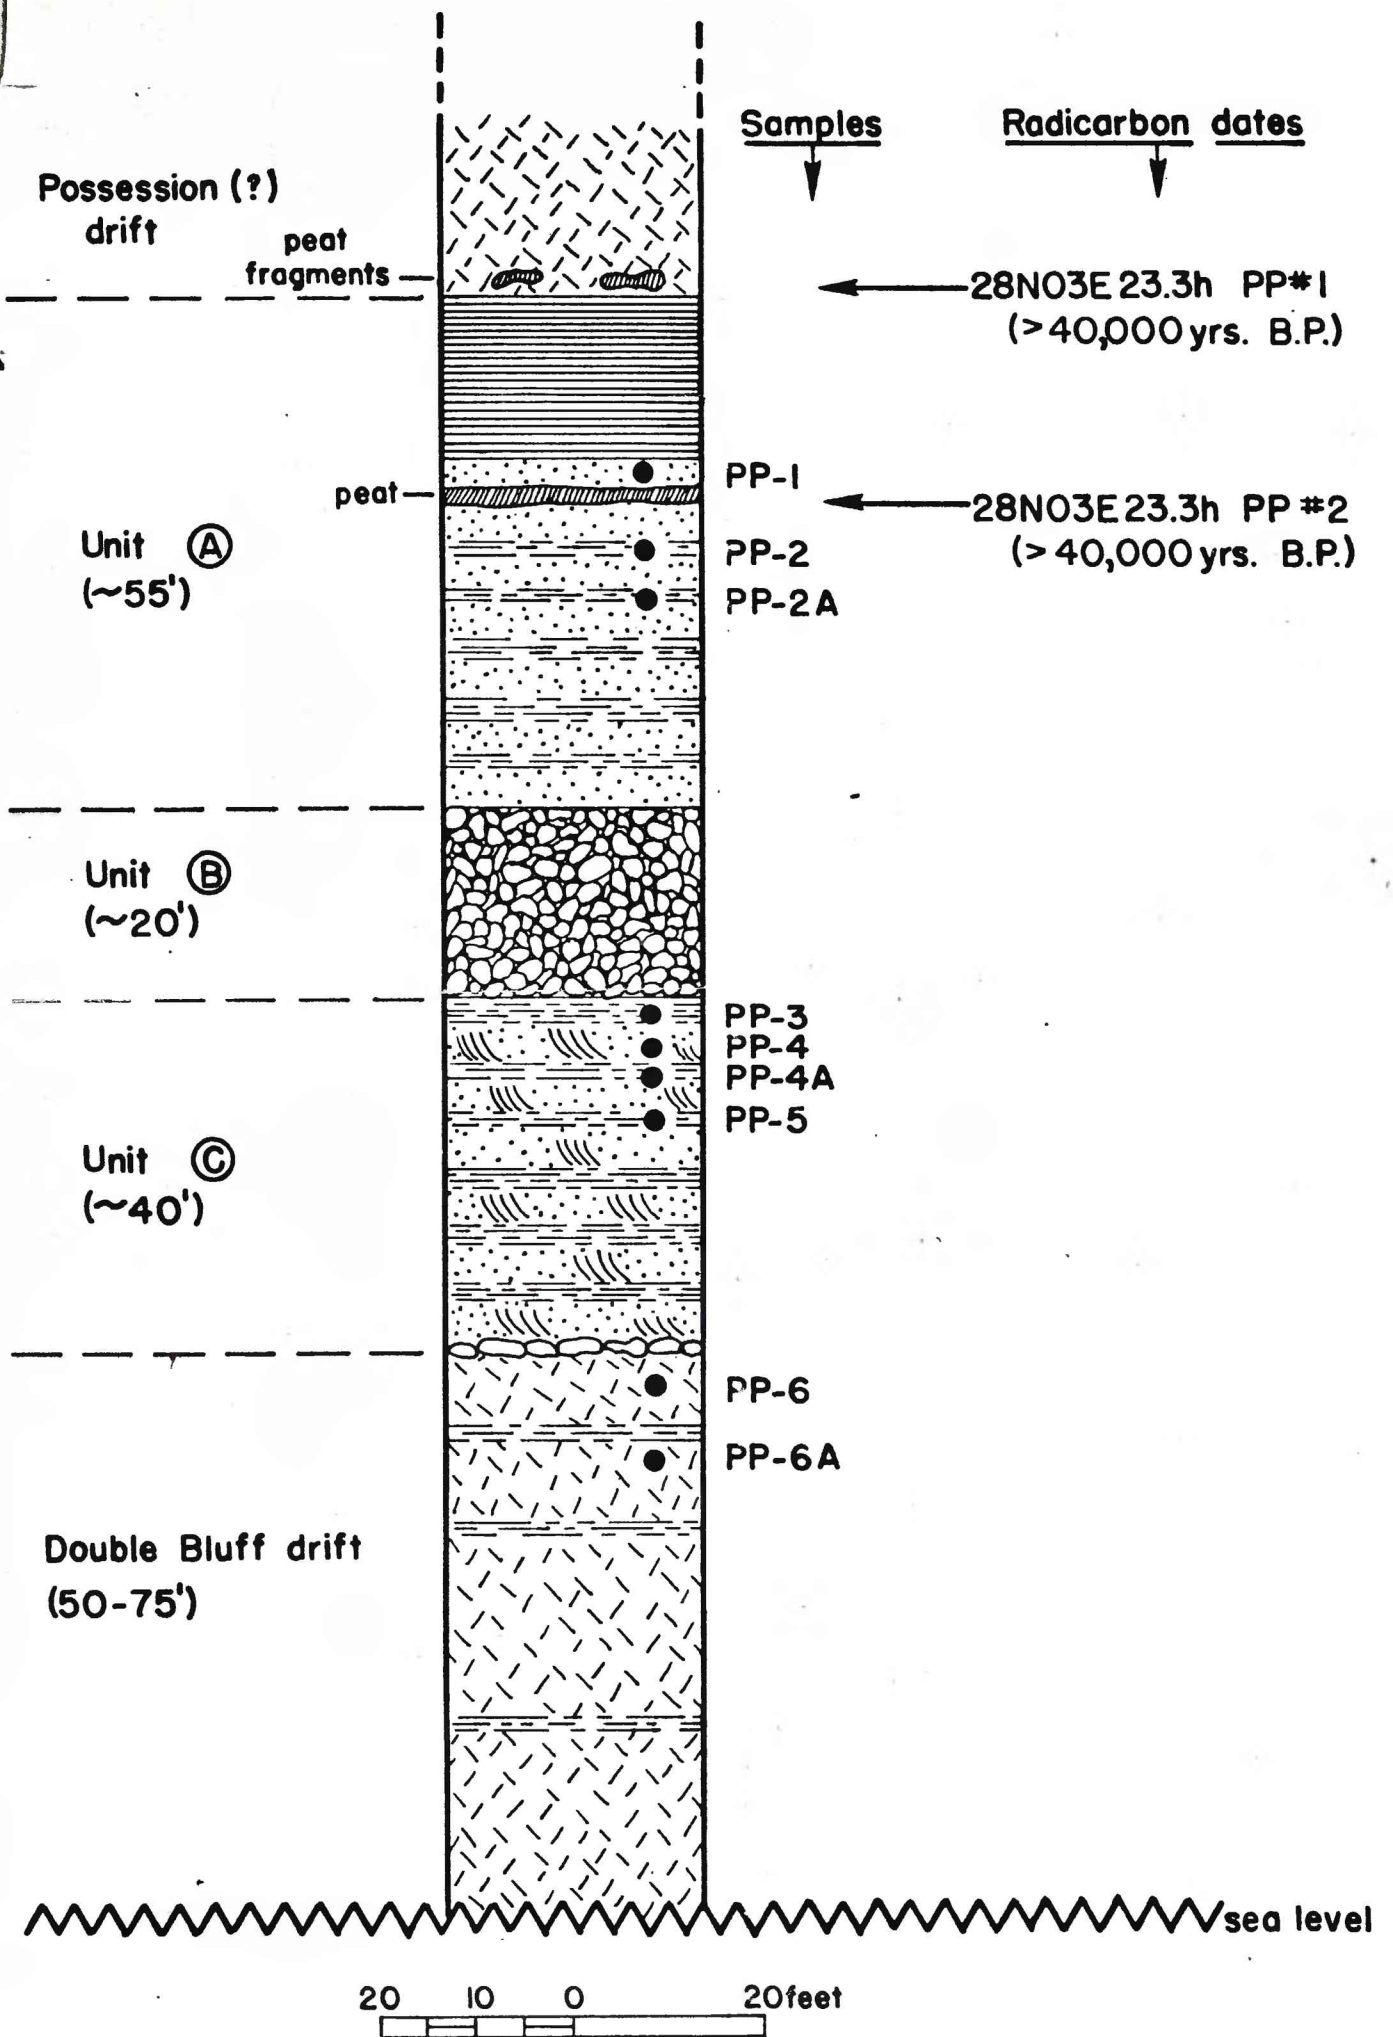 Samples
Radicarbon dates
Possession (?)
drift
peat
fragments
28N03E 23.3h PP#1
(>40,000 yrs. B.P.)
PP-1
peat
28N03E 23.3h PP #2
(>40,000 yrs. B.P.)
Unit Ⓐ
(~55')
PP-2
PP-2A
Unit Ⓑ
(~20')
PP-3
PP-4
PP-4A
PP-5
Unit Ⓒ
(~40')
PP-6
PP-6A
Double Bluff drift
(50-75')
sea level
20 10 0 20 feet